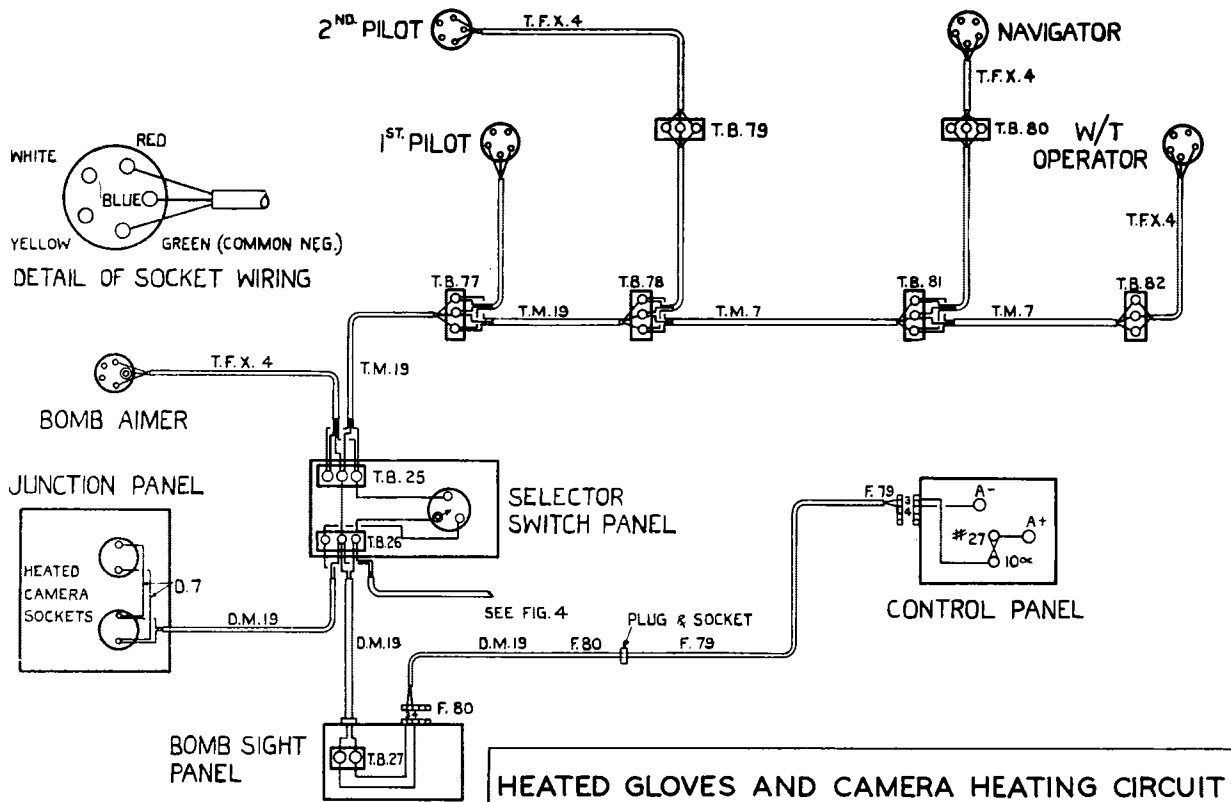 2ND. PILOT
T.F.X.4
NAVIGATOR
T.F.X.4
1ST. PILOT
T.B.79
T.B.80
W/T
OPERATOR
WHITE
RED
BLUE
YELLOW
GREEN (COMMON NEG.)
DETAIL OF SOCKET WIRING
T.F.X.4
T.B.77
T.B.78
T.B.81
T.B.82
T.M.19
T.M.7
T.M.7
T.F.X. 4
T.M.19
BOMB AIMER
JUNCTION PANEL
T.B.25
SELECTOR
SWITCH PANEL
T.B.26
F.79
3
4
A-
#27
A+
10∝
CONTROL PANEL
HEATED
CAMERA
SOCKETS
D.7
D.M.19
SEE FIG. 4
D.M.19
PLUG & SOCKET
D.M.19
F.80
F.79
F.80
BOMB SIGHT
PANEL
T.B.27
HEATED GLOVES AND CAMERA HEATING CIRCUIT